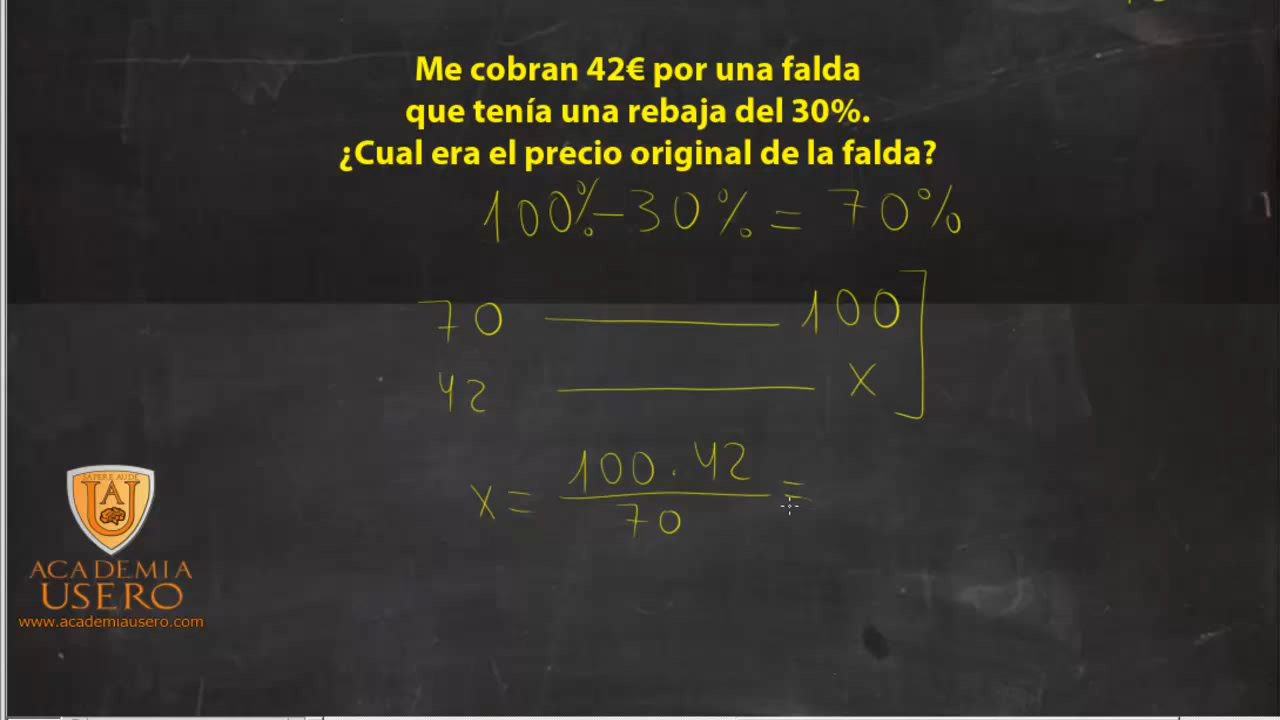 Me cobran 42€ por una falda
que tenía una rebaja del 30%.
¿Cual era el precio original de la falda?
100%-30% = 70%
70 — 100
42 — x
x = 100 · 42 / 70 =
SAPERE AUDE
UA
ACADEMIA
USERO
www.academiausero.com